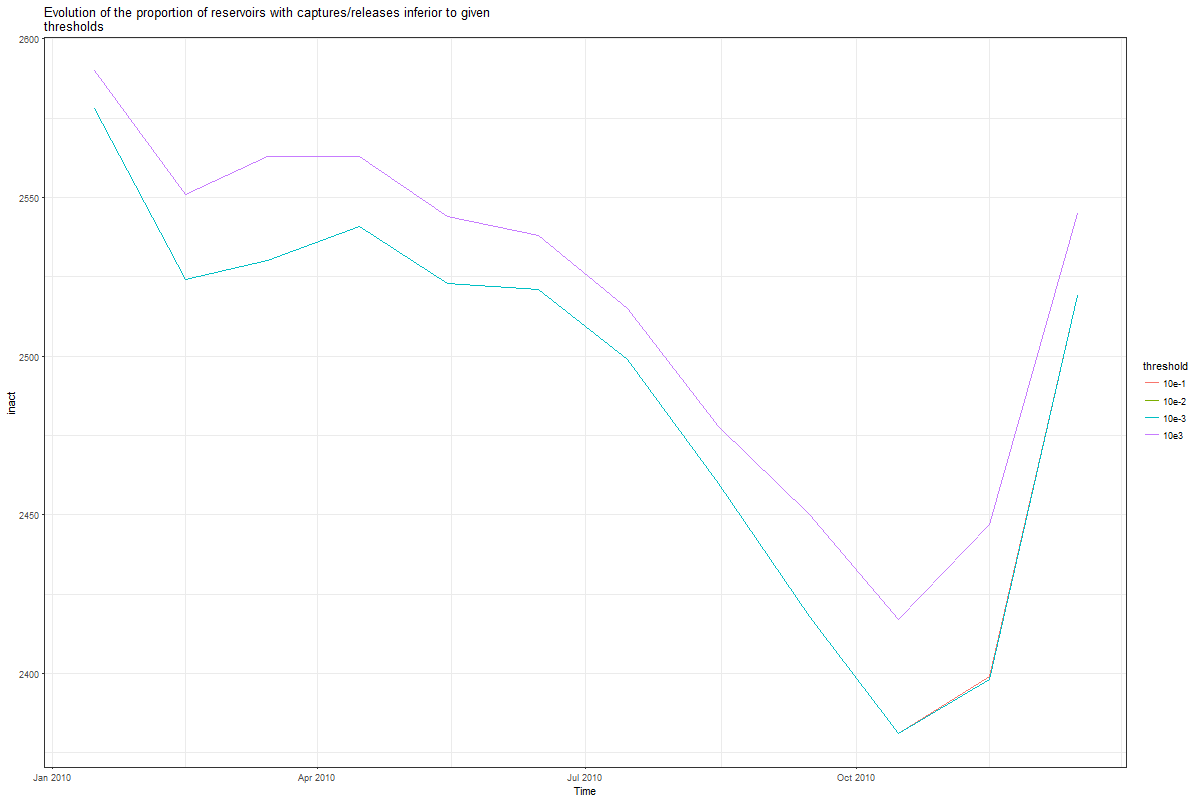 Evolution of the proportion of reservoirs with captures/releases inferior to given
thresholds
2600
2550
2500
2450
2400
inact
Jan 2010
Apr 2010
Jul 2010
Oct 2010
Time
threshold
10e-1
10e-2
10e-3
10e3